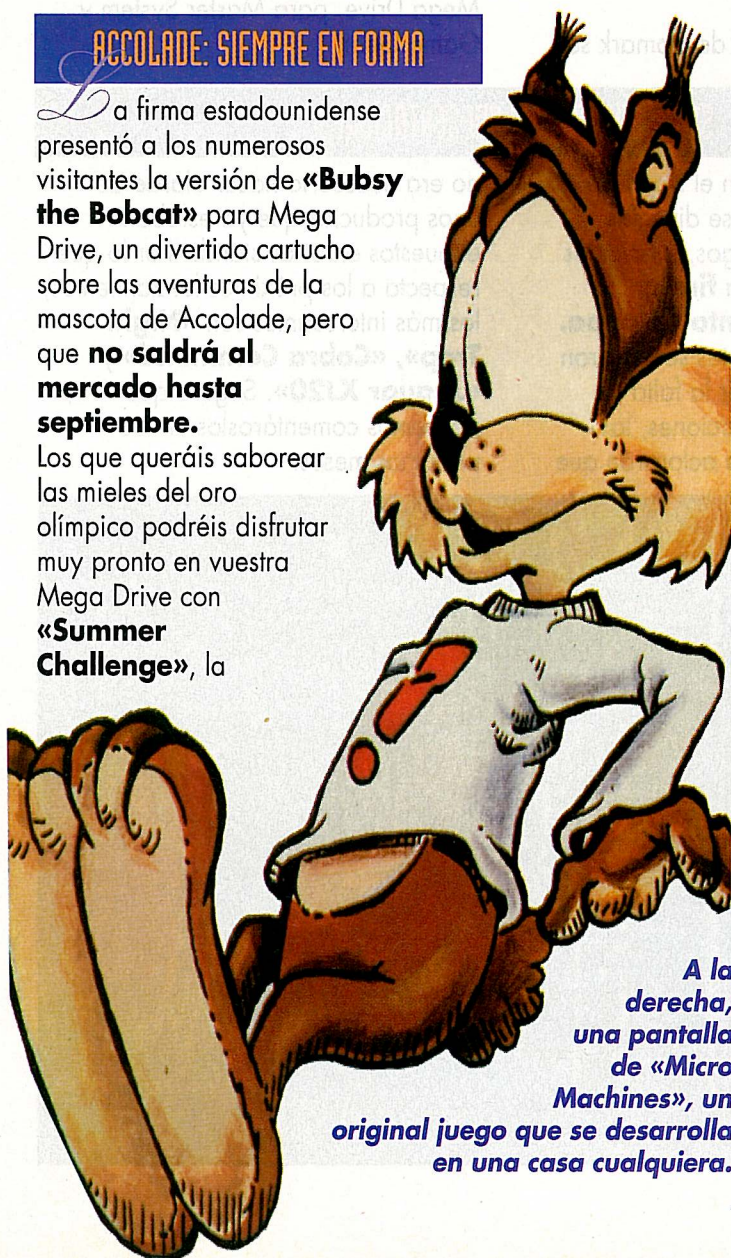 ACCOLADE: SIEMPRE EN FORMA
La firma estadounidense
presentó a los numerosos
visitantes la versión de «Bubsy
the Bobcat» para Mega
Drive, un divertido cartucho
sobre las aventuras de la
mascota de Accolade, pero
que no saldrá al
mercado hasta
septiembre.
Los que queráis saborear
las mieles del oro
olímpico podréis disfrutar
muy pronto en vuestra
Mega Drive con
«Summer
Challenge», la
A la
derecha,
una pantalla
de «Micro
Machines», un
original juego que se desarrolla
en una casa cualquiera.